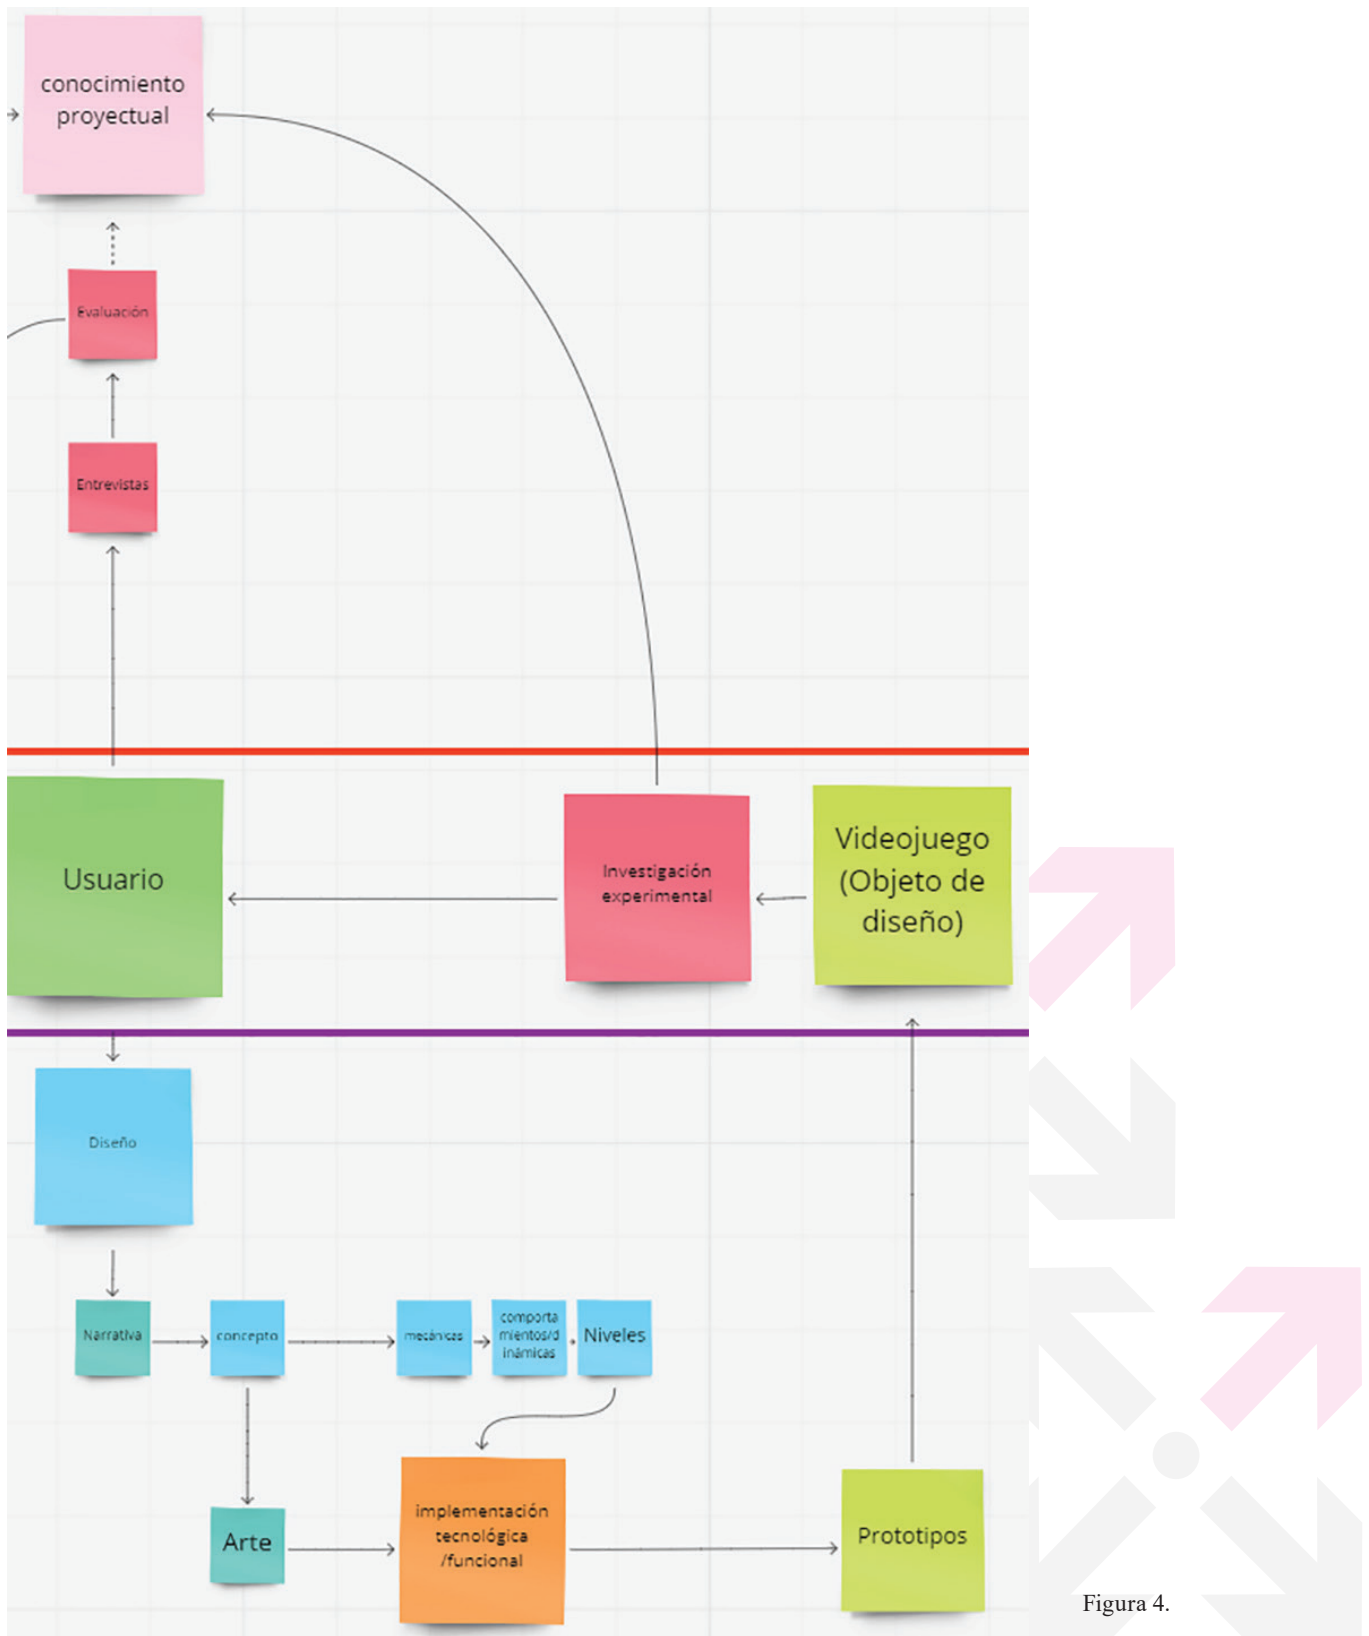 conocimiento
proyectual
Evaluación
Entrevistas
Usuario
Investigación
experimental
Videojuego
(Objeto de
diseño)
Diseño
Narrativa
concepto
mecánicas
comporta
mientos/d
inámicas
Niveles
Arte
implementación
tecnológica
/funcional
Prototipos
Figura 4.